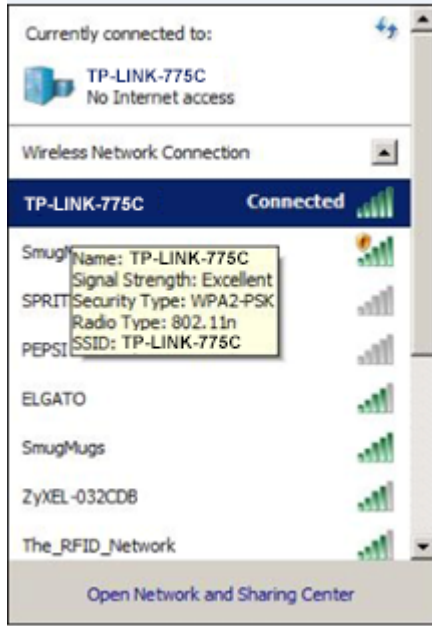 Currently connected to:
TP-LINK-775C
No Internet access
Wireless Network Connection
TP-LINK-775C Connected
Name: TP-LINK-775C
Signal Strength: Excellent
Security Type: WPA2-PSK
Radio Type: 802.11n
SSID: TP-LINK-775C
PEPSI
ELGATO
SmugMugs
ZyXEL-032CDB
The_RFID_Network
Open Network and Sharing Center